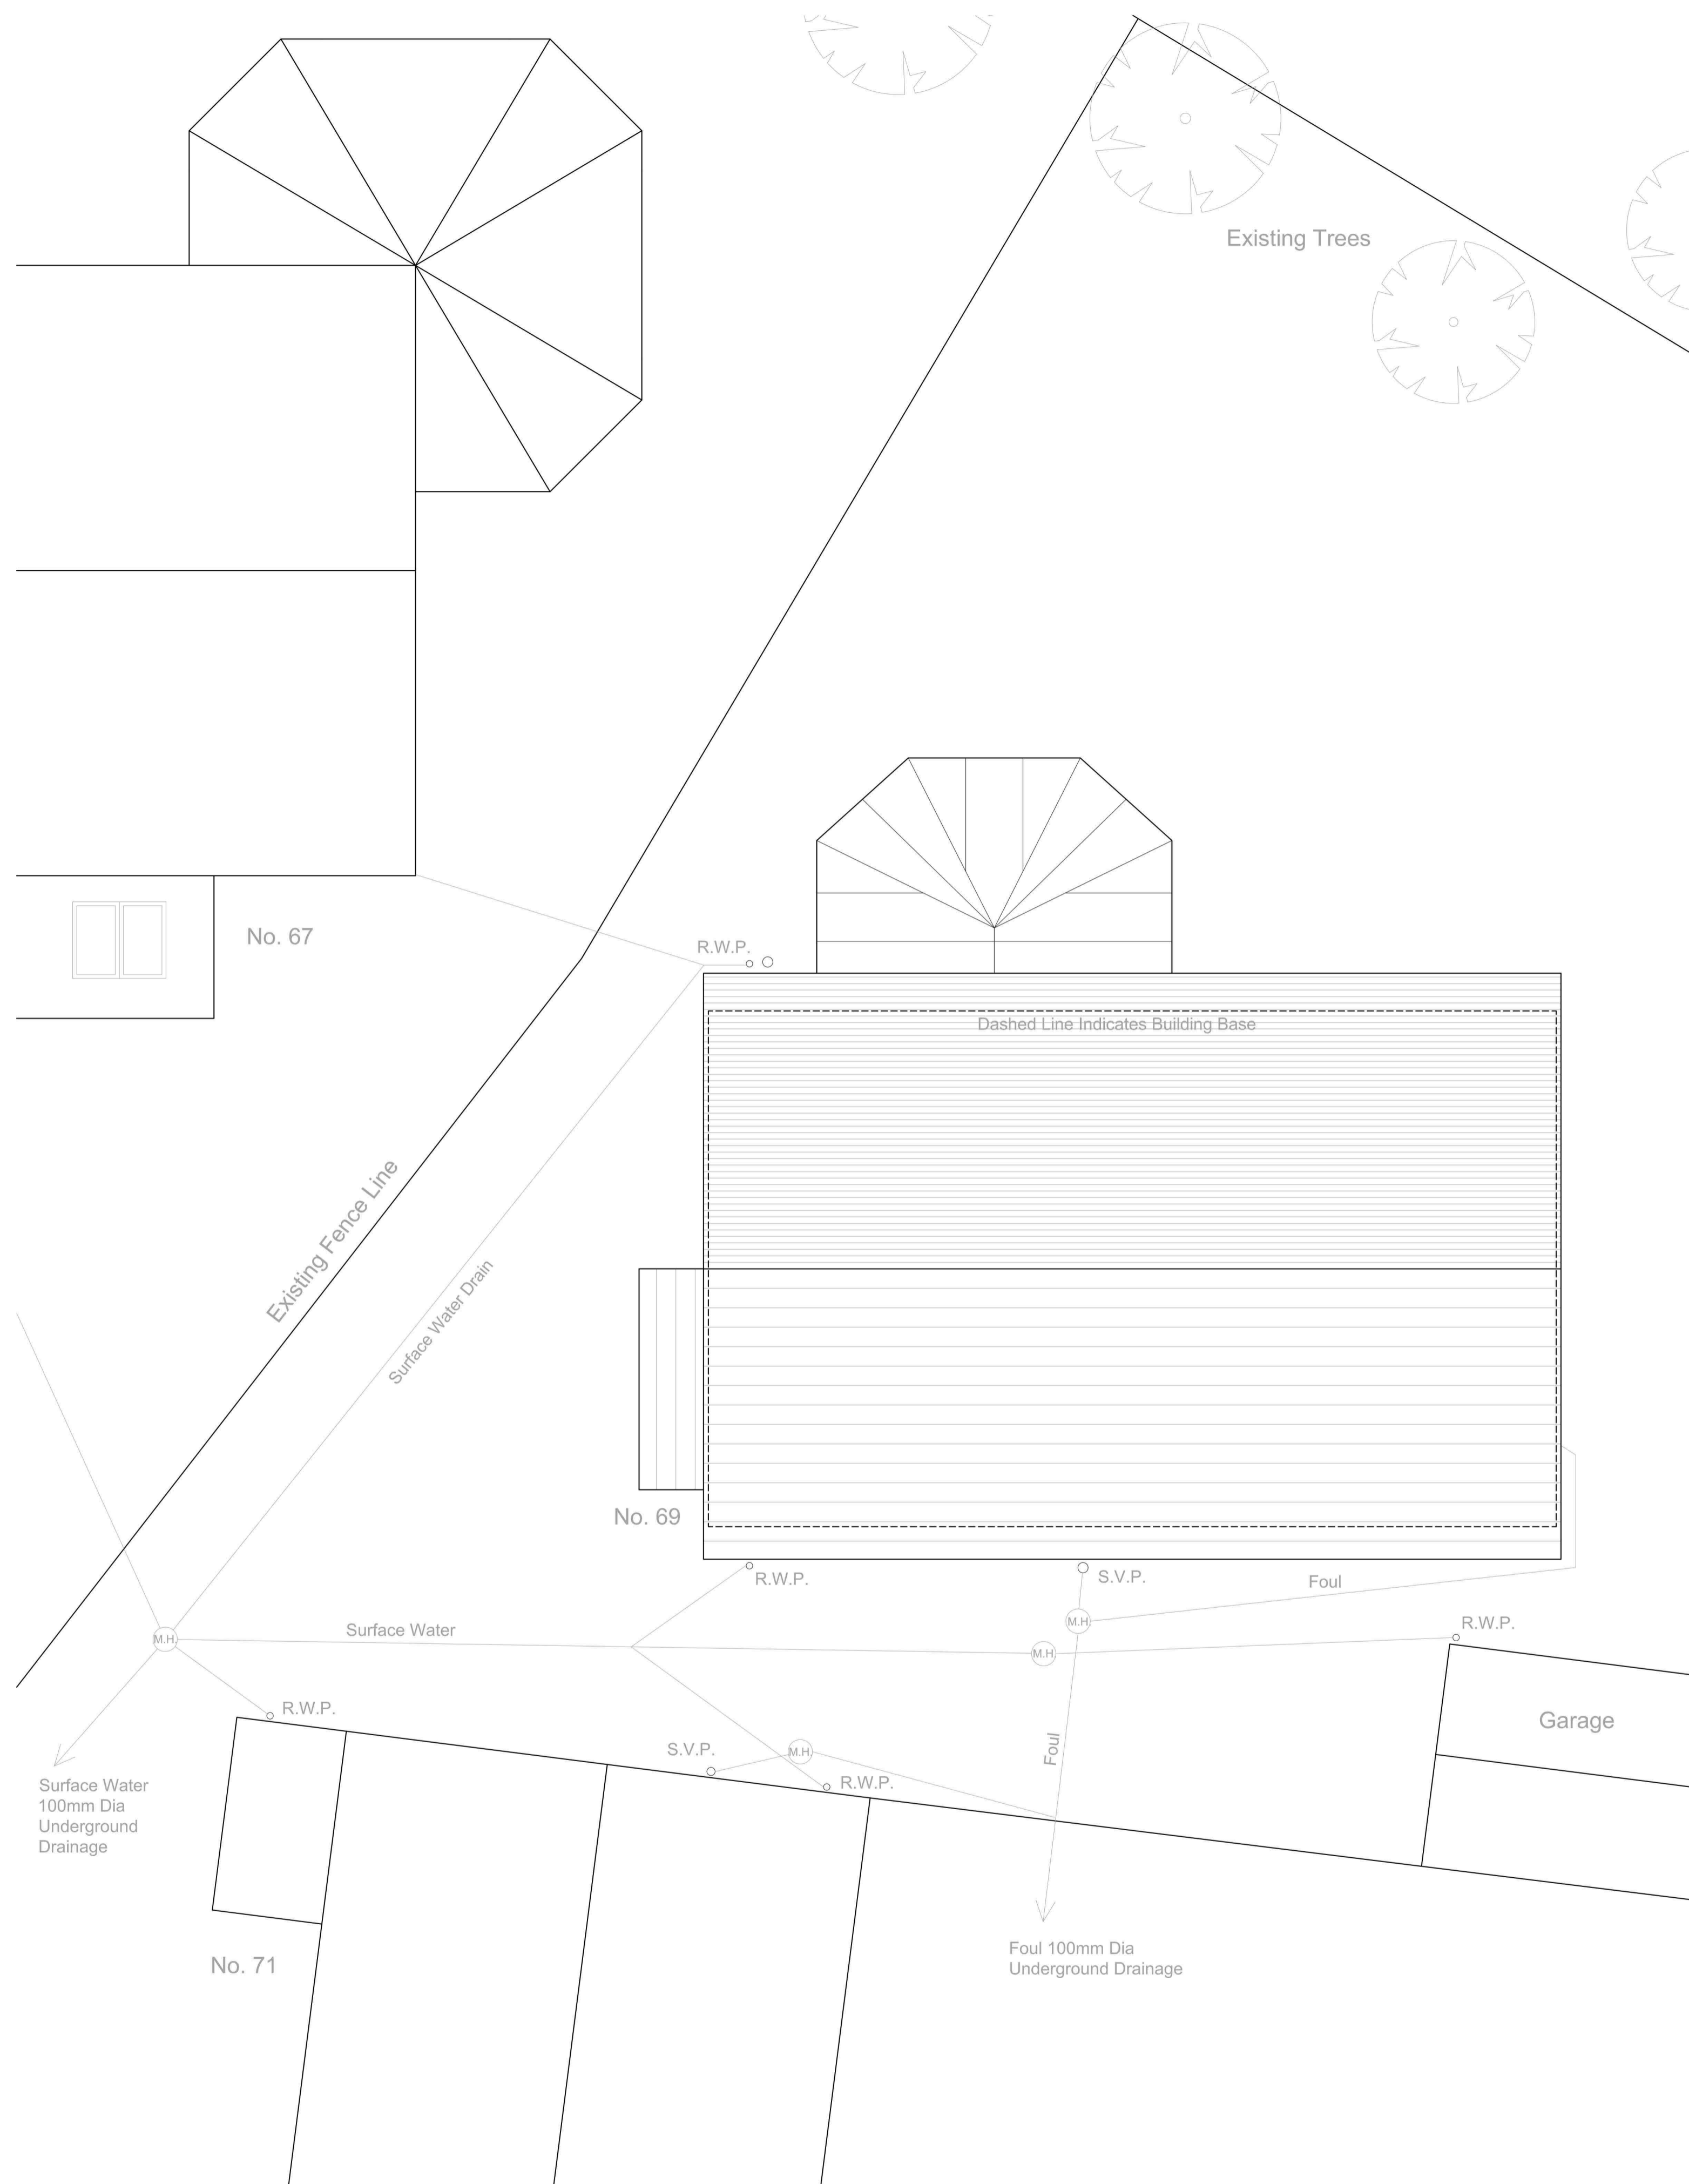 Existing Trees
No. 67
R.W.P.
Dashed Line Indicates Building Base
Existing Fence Line
Surface Water Drain
No. 69
R.W.P.
S.V.P.
Foul
M.H.
R.W.P.
Surface Water
M.H.
M.H.
R.W.P.
Garage
S.V.P.
M.H.
Foul
R.W.P.
Surface Water
100mm Dia
Underground
Drainage
Foul 100mm Dia
Underground Drainage
No. 71